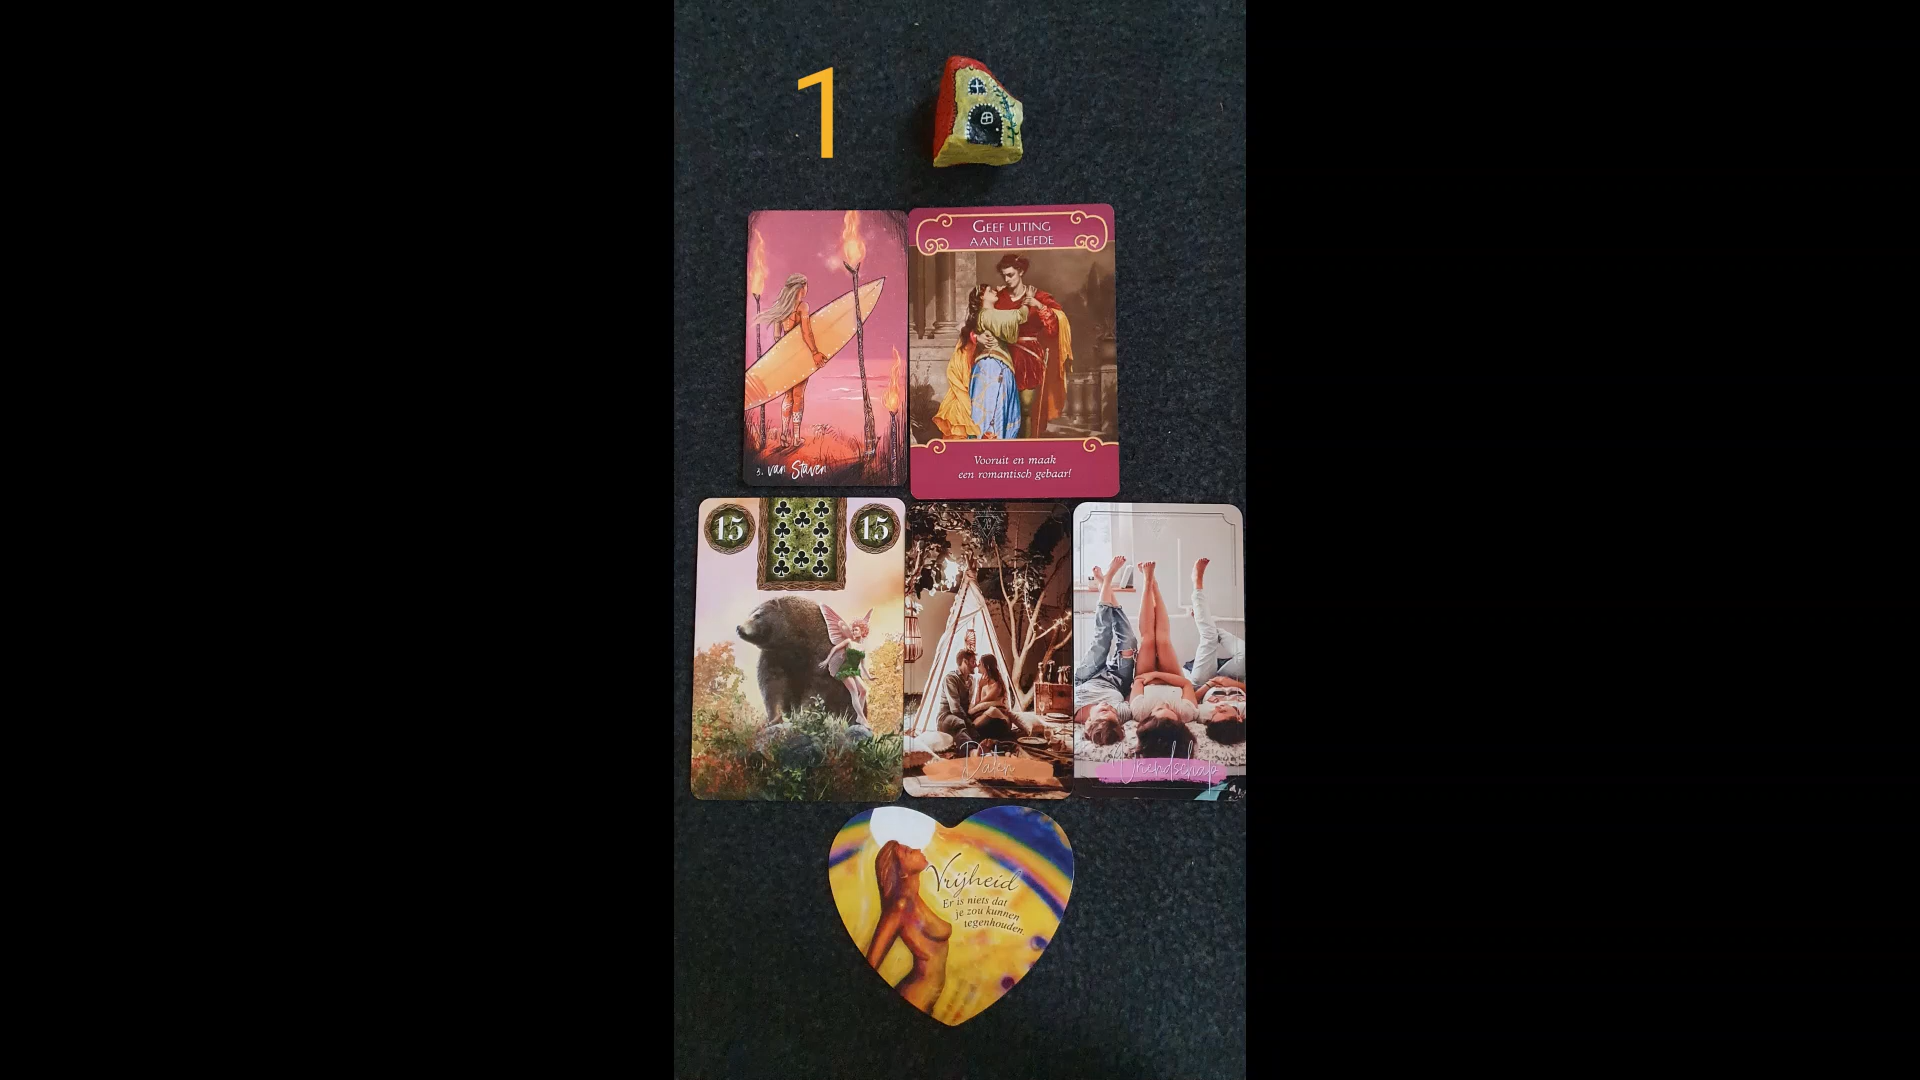 1
GEEF UITING
AAN JE LIEFDE
Vooruit en maak
een romantisch gebaar!
3. van Staven
15
15
Daten
Vriendschap
Vrijheid
Er is niets dat
je zou kunnen
tegenhouden.